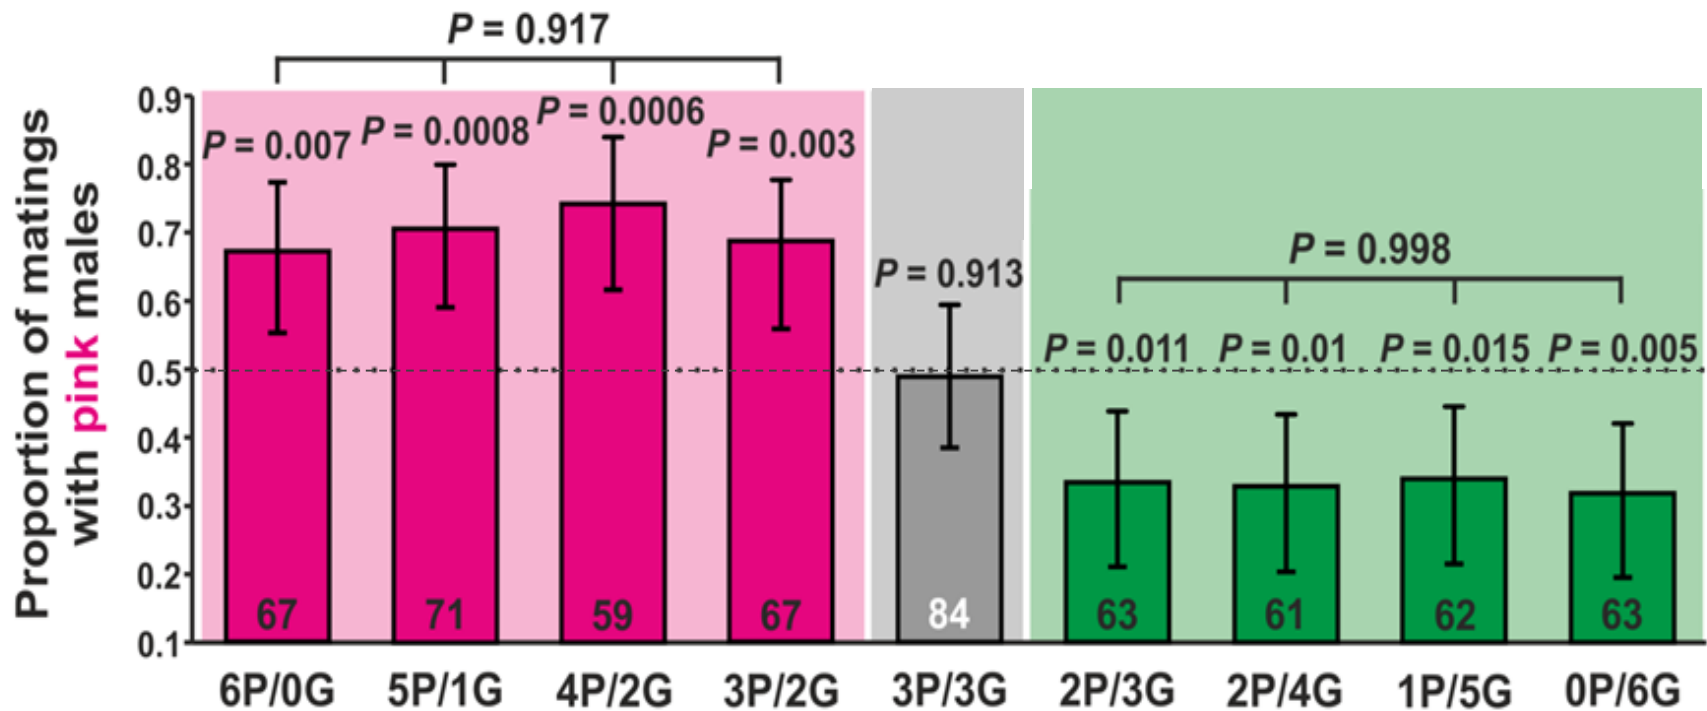 P = 0.917
Proportion of matings
with pink males
0.9
0.8
0.7
0.6
0.5
0.4
0.3
0.2
0.1
P = 0.007
P = 0.0008
P = 0.0006
P = 0.003
P = 0.913
P = 0.998
P = 0.011
P = 0.01
P = 0.015
P = 0.005
67 71 59 67 84 63 61 62 63
6P/0G 5P/1G 4P/2G 3P/2G 3P/3G 2P/3G 2P/4G 1P/5G 0P/6G